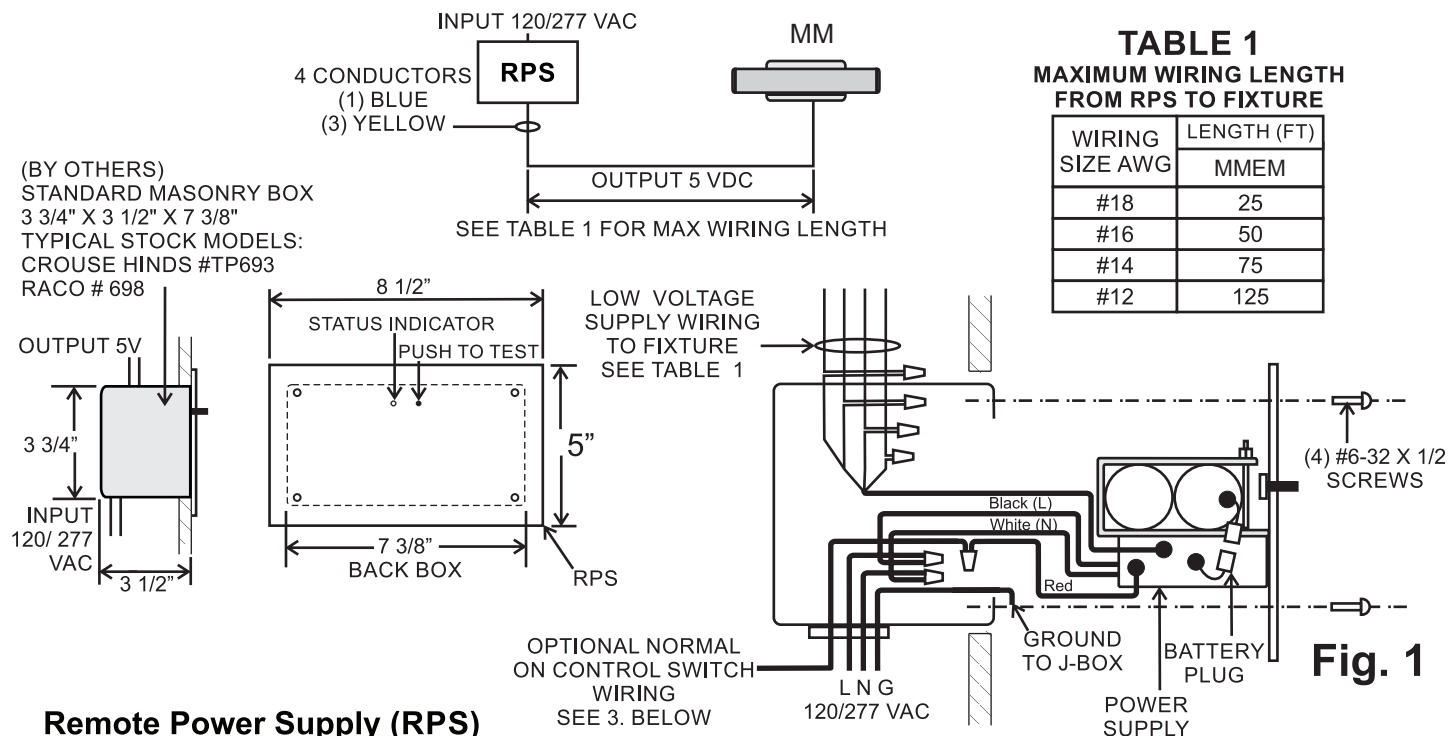 INPUT 120/277 VAC
RPS
4 CONDUCTORS
(1) BLUE
(3) YELLOW
MM
OUTPUT 5 VDC
SEE TABLE 1 FOR MAX WIRING LENGTH
TABLE 1
MAXIMUM WIRING LENGTH
FROM RPS TO FIXTURE
WIRING
SIZE AWG
LENGTH (FT)
MMEM
#18 25
#16 50
#14 75
#12 125
(BY OTHERS)
STANDARD MASONRY BOX
3 3/4" X 3 1/2" X 7 3/8"
TYPICAL STOCK MODELS:
CROUSE HINDS #TP693
RACO # 698
OUTPUT 5V
3 3/4”
INPUT
120/ 277
VAC
3 1/2”
8 1/2”
STATUS INDICATOR
PUSH TO TEST
5”
7 3/8”
BACK BOX
RPS
LOW VOLTAGE
SUPPLY WIRING
TO FIXTURE
SEE TABLE 1
Black (L)
White (N)
Red
(4) #6-32 X 1/2
SCREWS
OPTIONAL NORMAL
ON CONTROL SWITCH
WIRING
SEE 3. BELOW
L N G
120/277 VAC
GROUND
TO J-BOX
BATTERY
PLUG
POWER
SUPPLY
Fig. 1
Remote Power Supply (RPS)